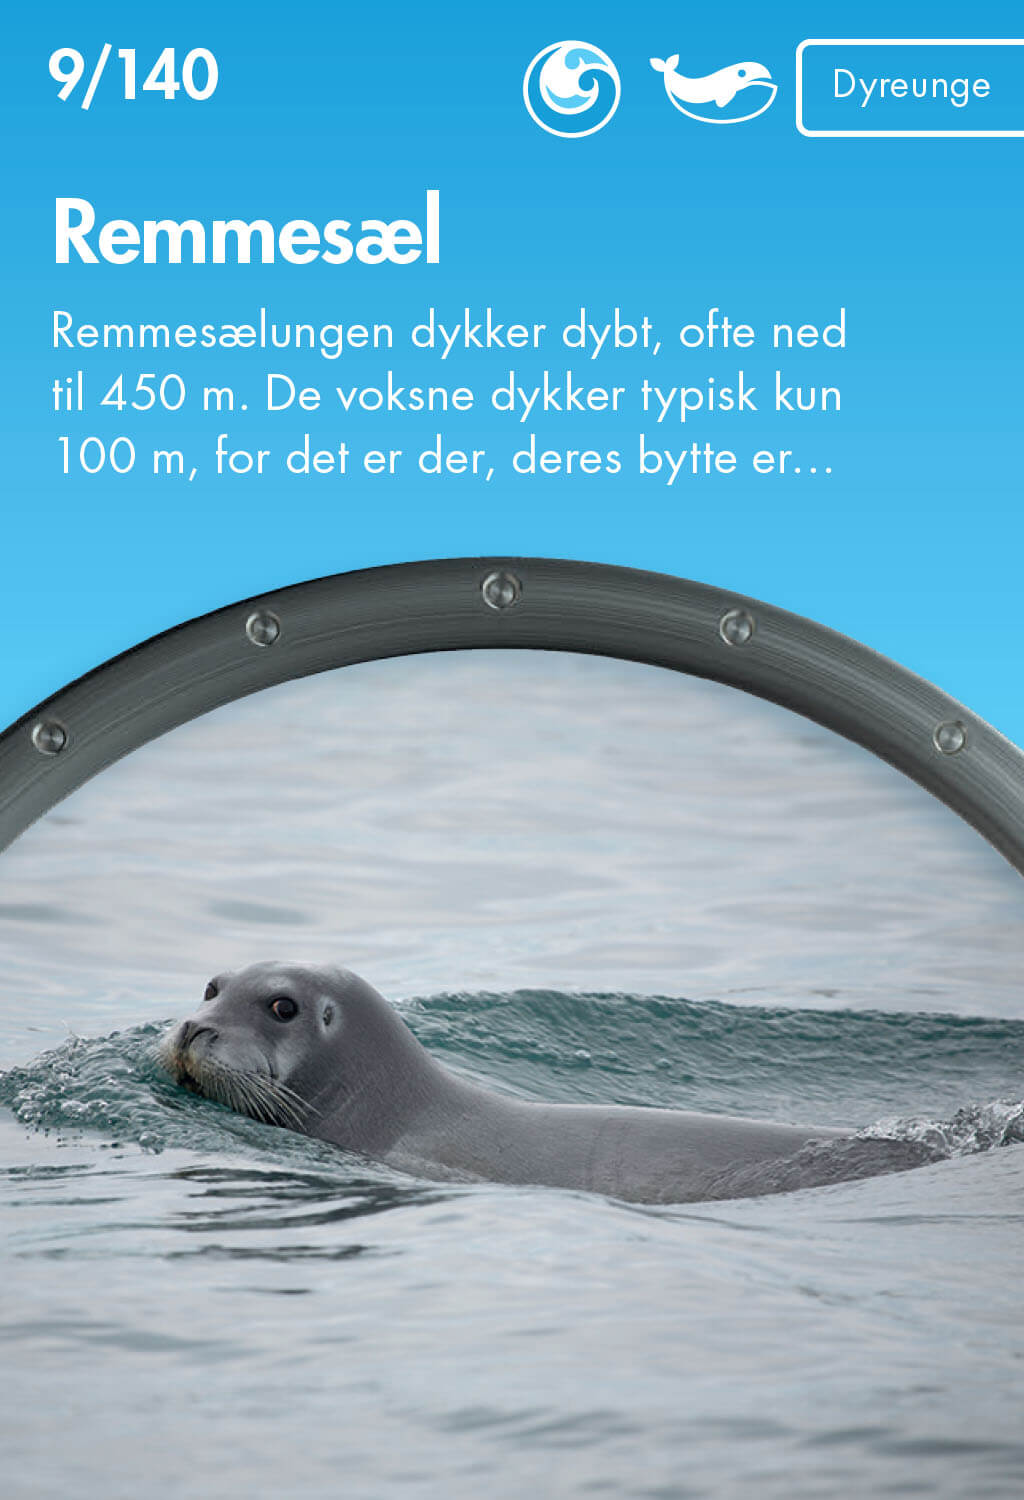 9/140
Dyreunge
Remmesæl
Remmesælungen dykker dybt, ofte ned
til 450 m. De voksne dykker typisk kun
100 m, for det er der, deres bytte er...